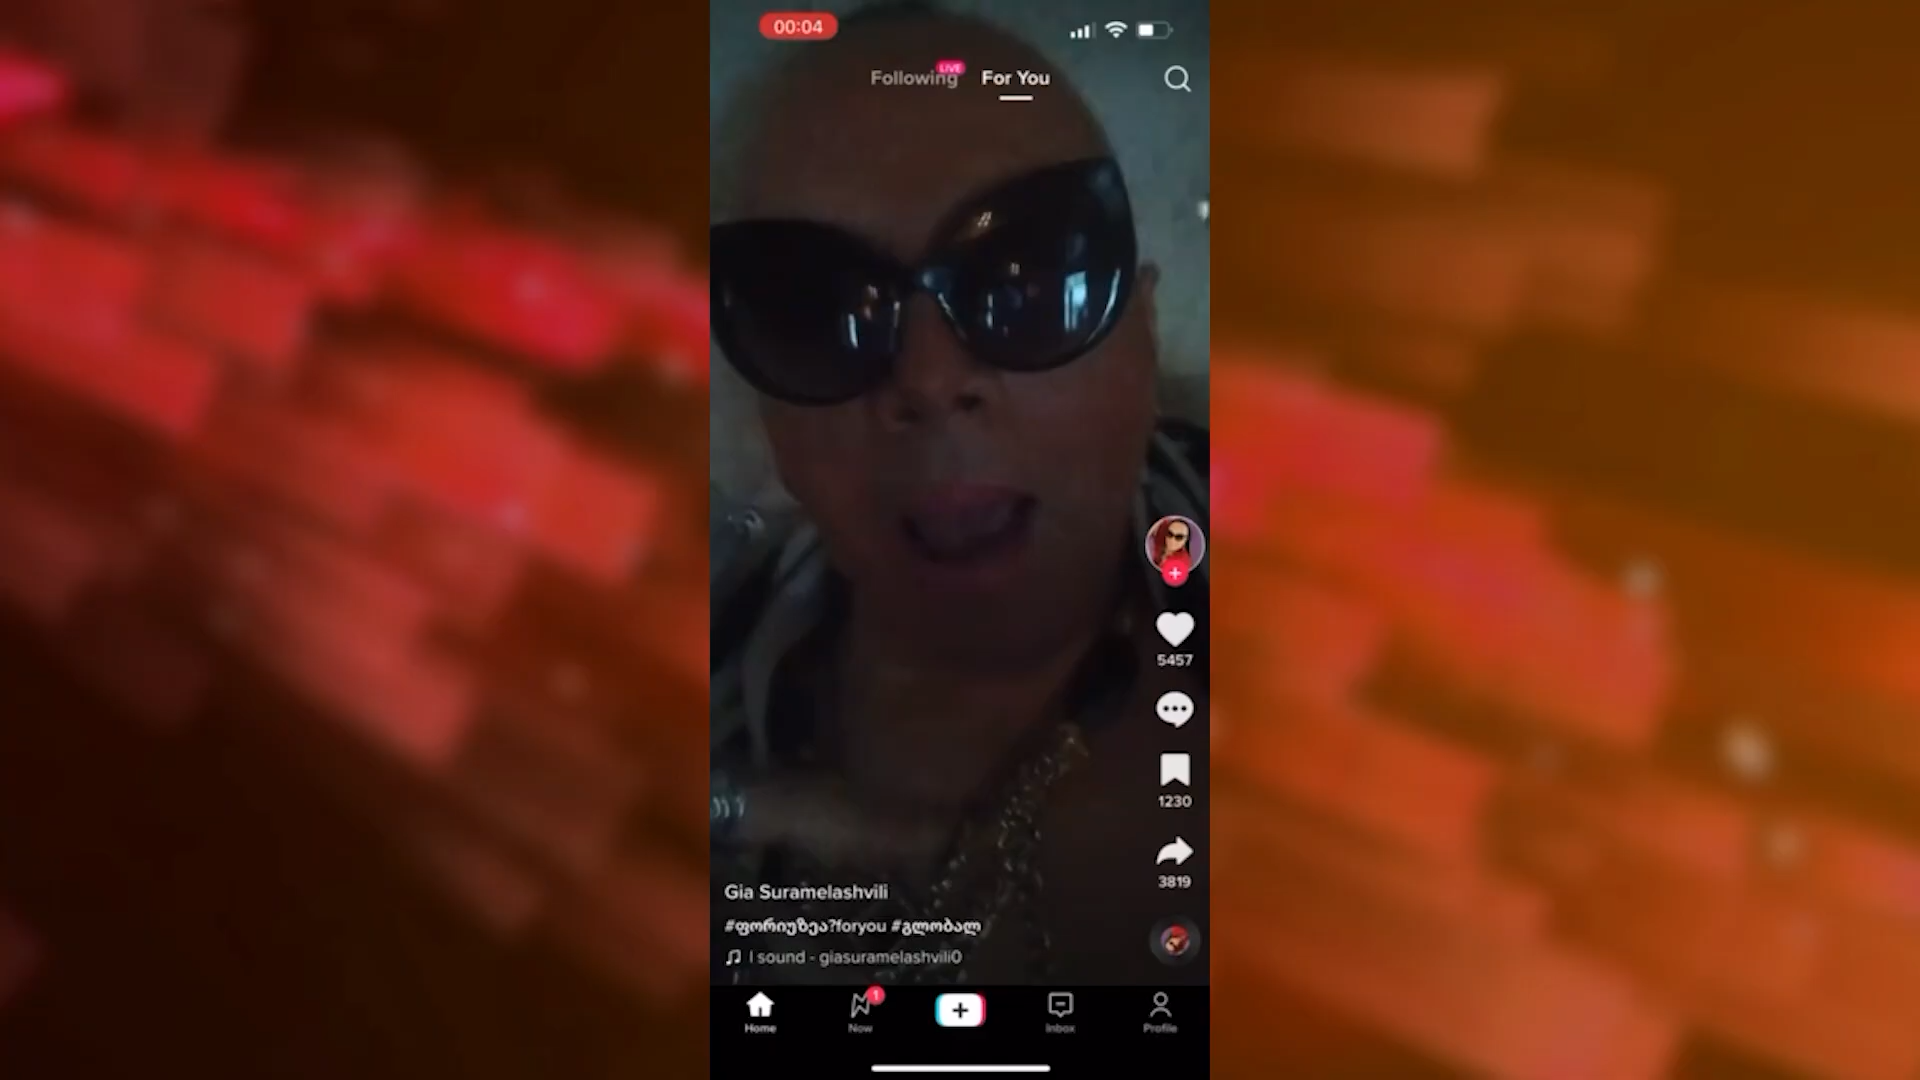 00:04
Following LIVE For You
5457
1230
3819
Gia Suramelashvili
#ფორიუზეა?foryou #გლობალ
l sound - giasuramelashvili0
1
Home Now Inbox Profile